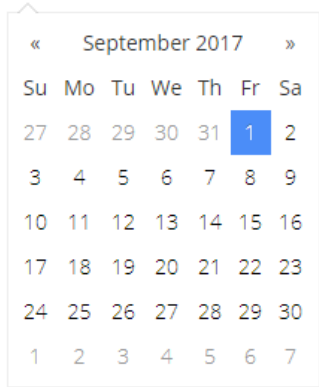 « September 2017 »
Su Mo Tu We Th Fr Sa
27 28 29 30 31 1 2
3 4 5 6 7 8 9
10 11 12 13 14 15 16
17 18 19 20 21 22 23
24 25 26 27 28 29 30
1 2 3 4 5 6 7